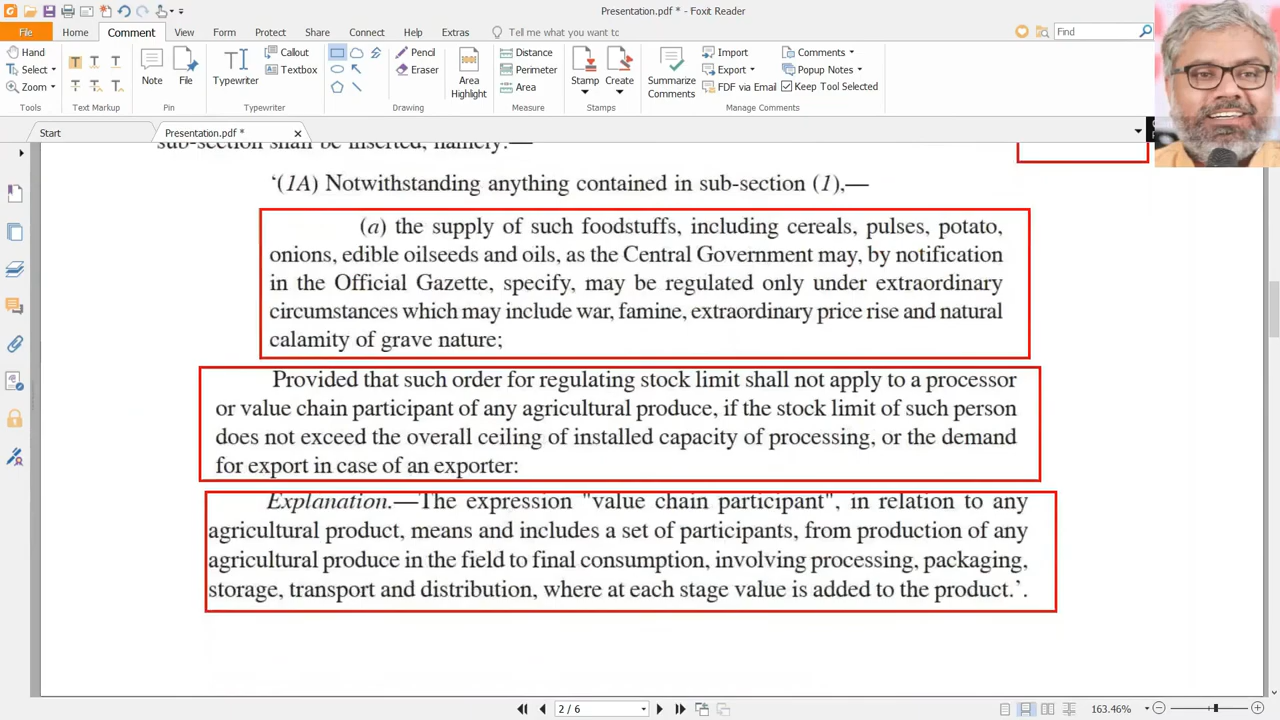 Presentation.pdf * - Foxit Reader
File Home Comment View Form Protect Share Connect Help Extras Tell me what you want to Find
Hand
Select
Zoom
Tools
Text Markup
Note
File
Pin
Typewriter
Callout
Textbox
Typewriter
Pencil
Eraser
Drawing
Area
Highlight
Distance
Perimeter
Area
Measure
Stamp
Create
Stamps
Summarize
Comments
Import
Export
FDF via Email
Comments
Popup Notes
Keep Tool Selected
Manage Comments
Start Presentation.pdf *
sub-section shall be inserted, namely:—
‘(1A) Notwithstanding anything contained in sub-section (1),—
(a) the supply of such foodstuffs, including cereals, pulses, potato,
onions, edible oilseeds and oils, as the Central Government may, by notification
in the Official Gazette, specify, may be regulated only under extraordinary
circumstances which may include war, famine, extraordinary price rise and natural
calamity of grave nature;
Provided that such order for regulating stock limit shall not apply to a processor
or value chain participant of any agricultural produce, if the stock limit of such person
does not exceed the overall ceiling of installed capacity of processing, or the demand
for export in case of an exporter:
Explanation.—The expression "value chain participant", in relation to any
agricultural product, means and includes a set of participants, from production of any
agricultural produce in the field to final consumption, involving processing, packaging,
storage, transport and distribution, where at each stage value is added to the product.’.
2 / 6
163.46%